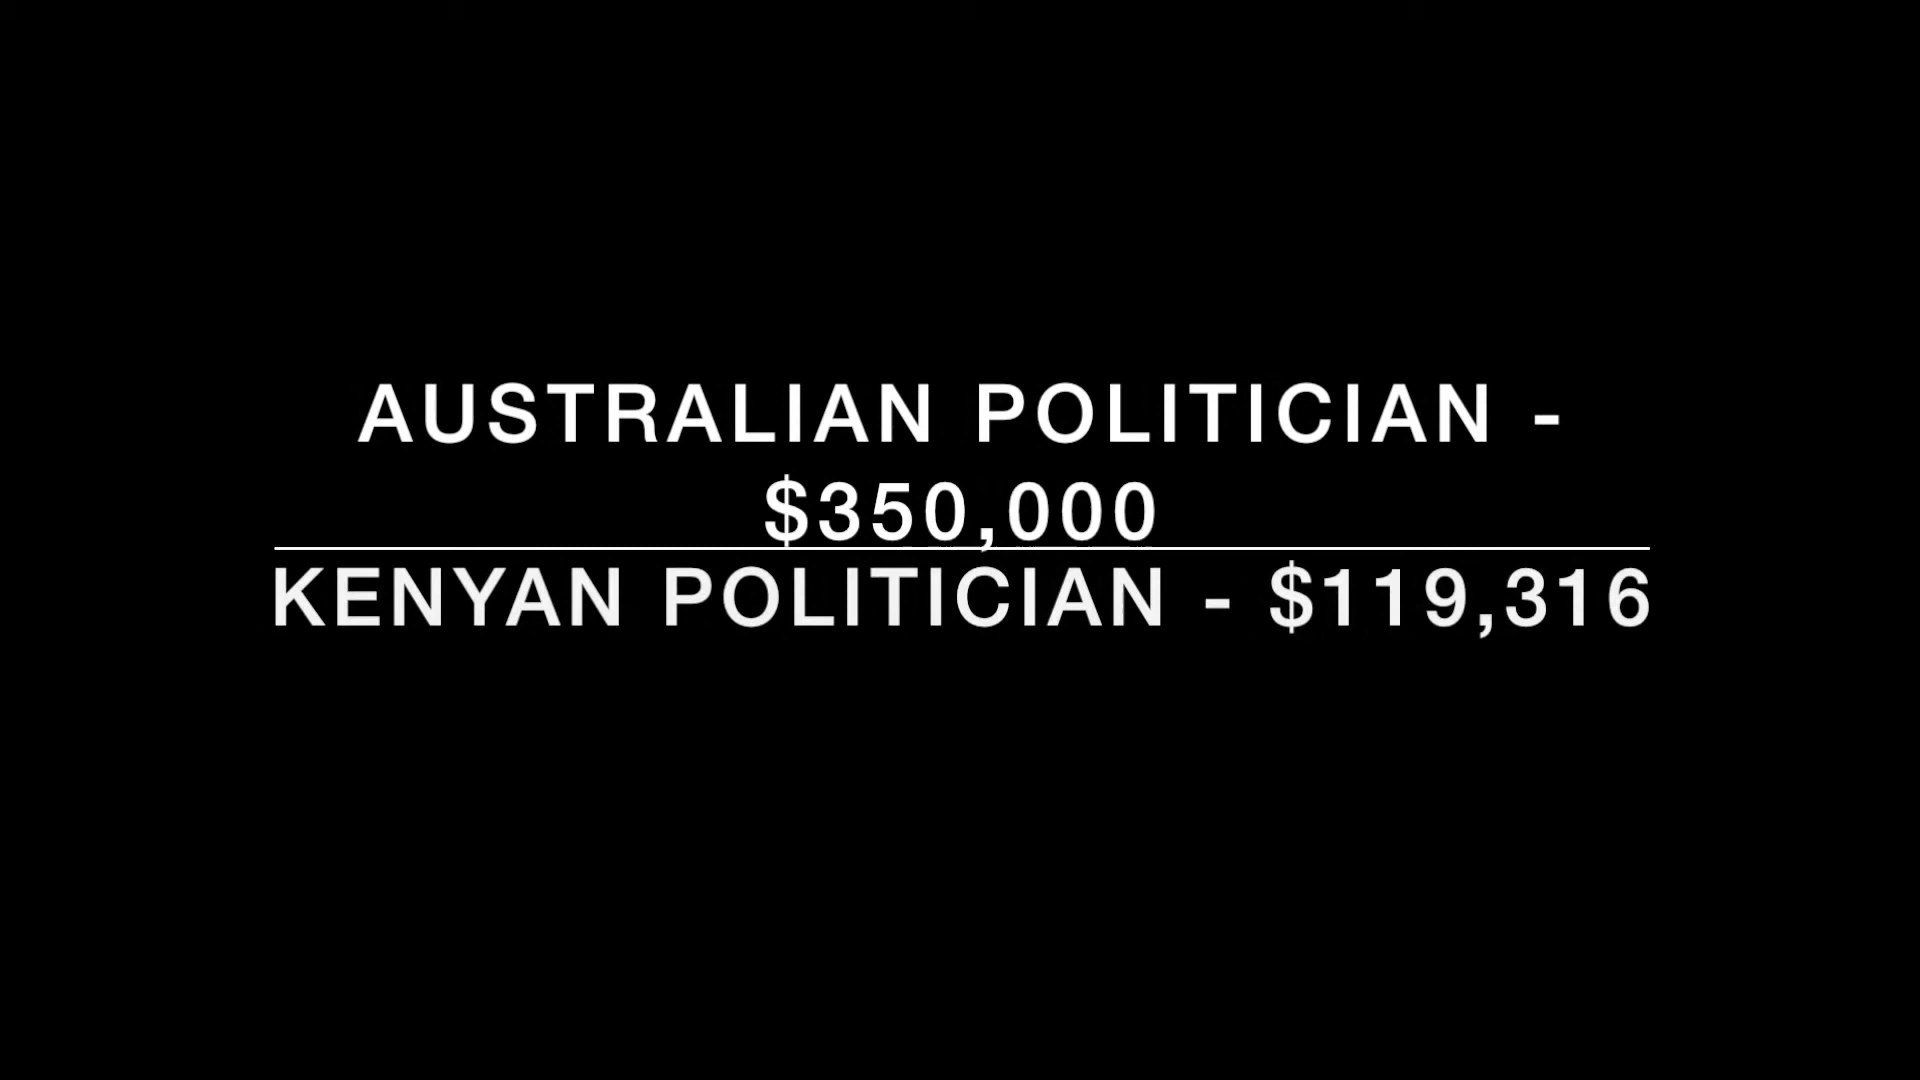 AUSTRALIAN POLITICIAN -
$350,000
KENYAN POLITICIAN - $119,316